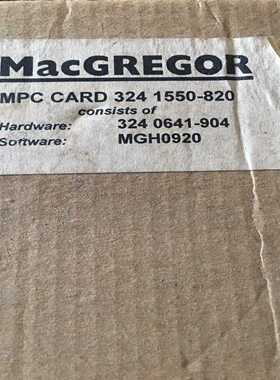 MacGREGOR
MPC CARD 324 1550-820
consists of
Hardware: 324 0641-904
Software: MGH0920